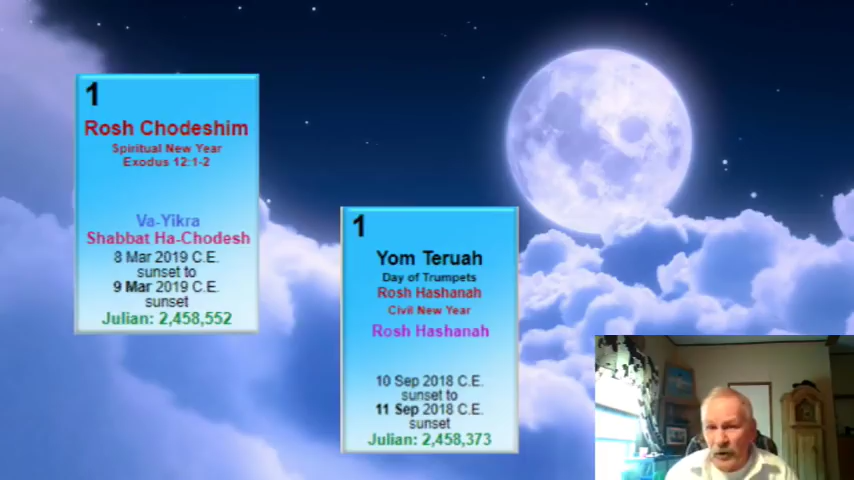 1
Rosh Chodeshim
Spiritual New Year
Exodus 12:1-2
Va-Yikra
Shabbat Ha-Chodesh
8 Mar 2019 C.E.
sunset to
9 Mar 2019 C.E.
sunset
Julian: 2,458,552
1
Yom Teruah
Day of Trumpets
Rosh Hashanah
Civil New Year
Rosh Hashanah
10 Sep 2018 C.E.
sunset to
11 Sep 2018 C.E.
sunset
Julian: 2,458,373